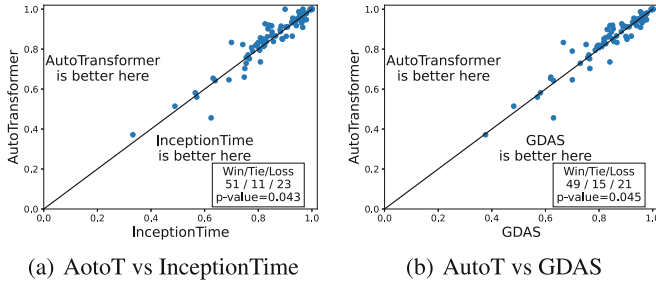 1.0
0.8
0.6
0.4
0.2
0.0
AutoTransformer
AutoTransformer
is better here
InceptionTime
is better here
Win/Tie/Loss
51 / 11 / 23
p-value=0.043
0.0 0.2 0.4 0.6 0.8 1.0
InceptionTime
(a) AotoT vs InceptionTime
1.0
0.8
0.6
0.4
0.2
0.0
AutoTransformer
AutoTransformer
is better here
GDAS
is better here
Win/Tie/Loss
49 / 15 / 21
p-value=0.045
0.0 0.2 0.4 0.6 0.8 1.0
GDAS
(b) AutoT vs GDAS